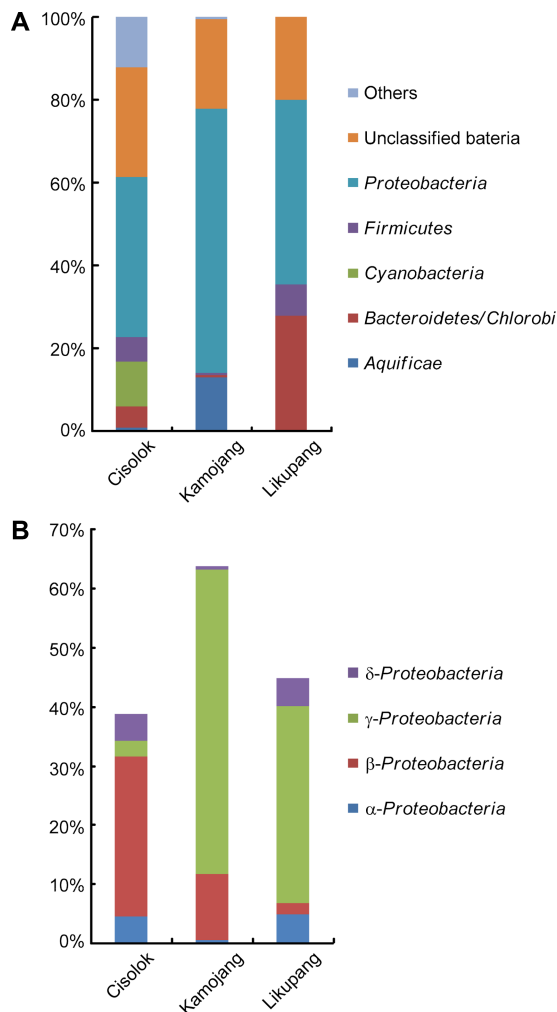 A
100%
80%
60%
40%
20%
0%
Cisolok
Kamojang
Likupang
Others
Unclassified bateria
Proteobacteria
Firmicutes
Cyanobacteria
Bacteroidetes/Chlorobi
Aquificae
B
70%
60%
50%
40%
30%
20%
10%
0%
Cisolok
Kamojang
Likupang
δ-Proteobacteria
γ-Proteobacteria
β-Proteobacteria
α-Proteobacteria